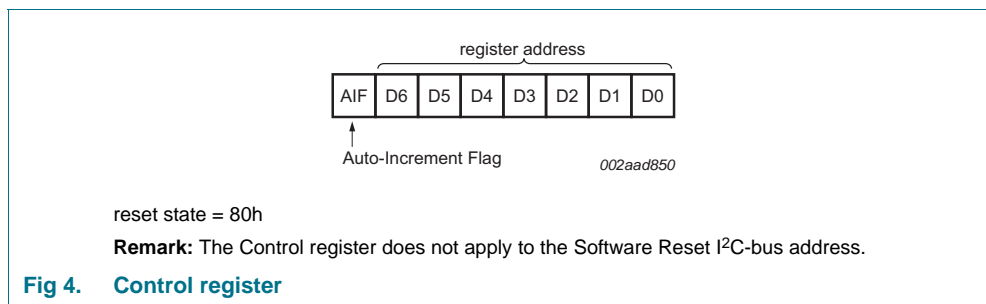 register address
AIF D6 D5 D4 D3 D2 D1 D0
Auto-Increment Flag
002aad850
reset state = 80h
Remark: The Control register does not apply to the Software Reset I²C-bus address.
Fig 4. Control register